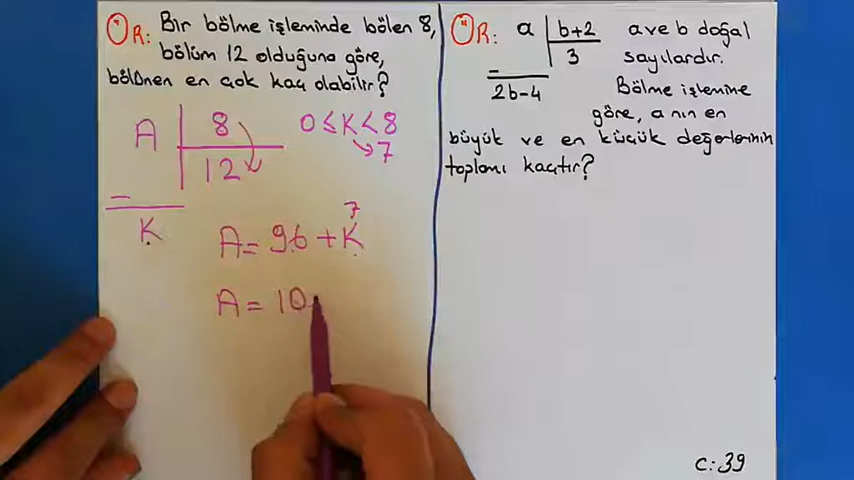 ÖR: Bir bölme işleminde bölen 8,
bölüm 12 olduğuna göre,
bölünen en çok kaç olabilir?
A 8
12
K
0 ≤ K < 8
7
7
A = 96 + K
A = 10
ÖR: a b+2
3
2b-4
a ve b doğal
sayılardır.
Bölme işlemine
göre, a nın en
büyük ve en küçük değerlerinin
toplamı kaçtır?
C: 39